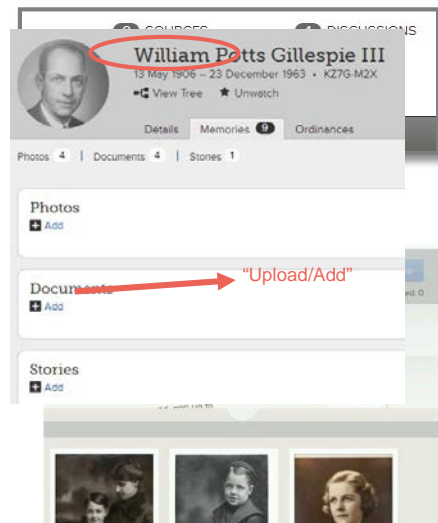 SOURCES DISCUSSIONS
William Potts Gillespie III
13 May 1906 – 23 December 1963 • KZ7G-M2X
View Tree Unwatch
Details Memories 9 Ordinances
Photos 4 | Documents 4 | Stories 1
Photos
Add
Documents
Add
"Upload/Add"
Stories
Add